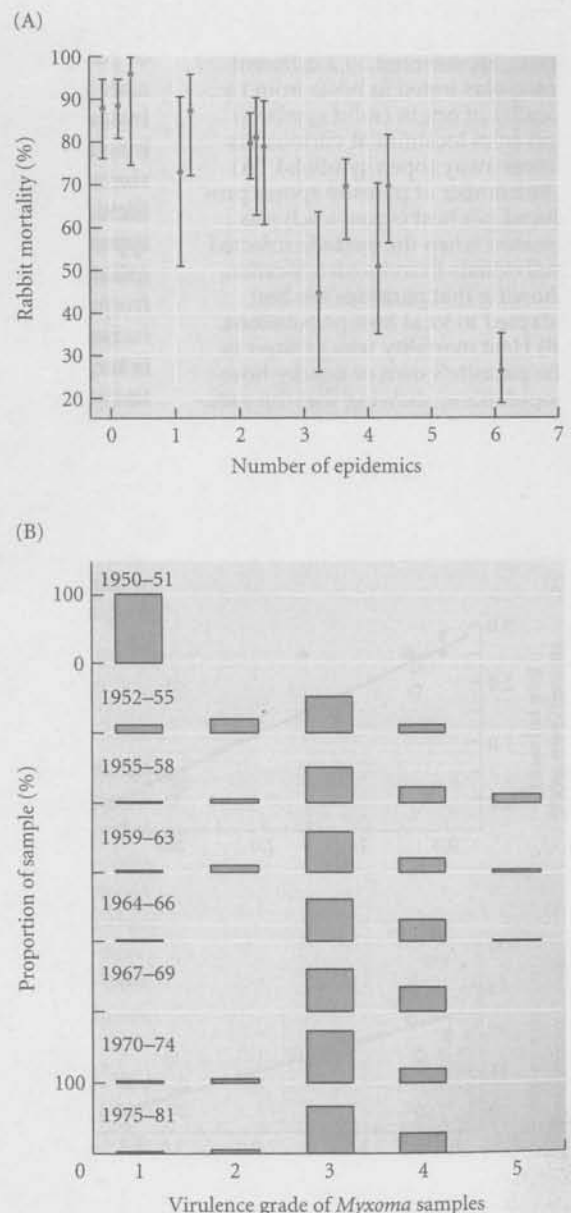 (A)
100
90
80
70
60
50
40
30
20
Rabbit mortality (%)
0 1 2 3 4 5 6 7
Number of epidemics
(B)
1950–51
100
0
1952–55
1955–58
1959–63
1964–66
1967–69
1970–74
100
1975–81
Proportion of sample (%)
0 1 2 3 4 5
Virulence grade of Myxoma samples